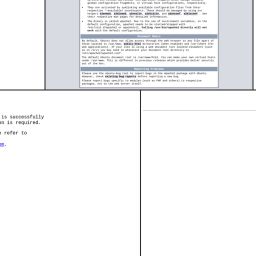 global configuration fragments, or virtual host configurations, respectively.
They are activated by symlinking available configuration files from their
respective *-available/ counterparts. These should be managed by using our
helpers a2enmod, a2dismod, a2ensite, a2dissite, and a2enconf, a2disconf. See
their respective man pages for detailed information.
The binary is called apache2. Due to the use of environment variables, in the
default configuration, apache2 needs to be started/stopped with
/etc/init.d/apache2 or apache2ctl. Calling /usr/bin/apache2 directly will not
work with the default configuration.
Document Roots
By default, Ubuntu does not allow access through the web browser to any file apart of
those located in /var/www, public_html directories (when enabled) and /usr/share (for
web applications). If your site is using a web document root located elsewhere (such
as in /srv) you may need to whitelist your document root directory in
/etc/apache2/apache2.conf.
The default Ubuntu document root is /var/www/html. You can make your own virtual hosts
under /var/www. This is different to previous releases which provides better security
out of the box.
Reporting Problems
Please use the ubuntu-bug tool to report bugs in the Apache2 package with Ubuntu.
However, check existing bug reports before reporting a new bug.
Please report bugs specific to modules (such as PHP and others) to respective
packages, not to the web server itself.
is successfully
on is required.
e refer to